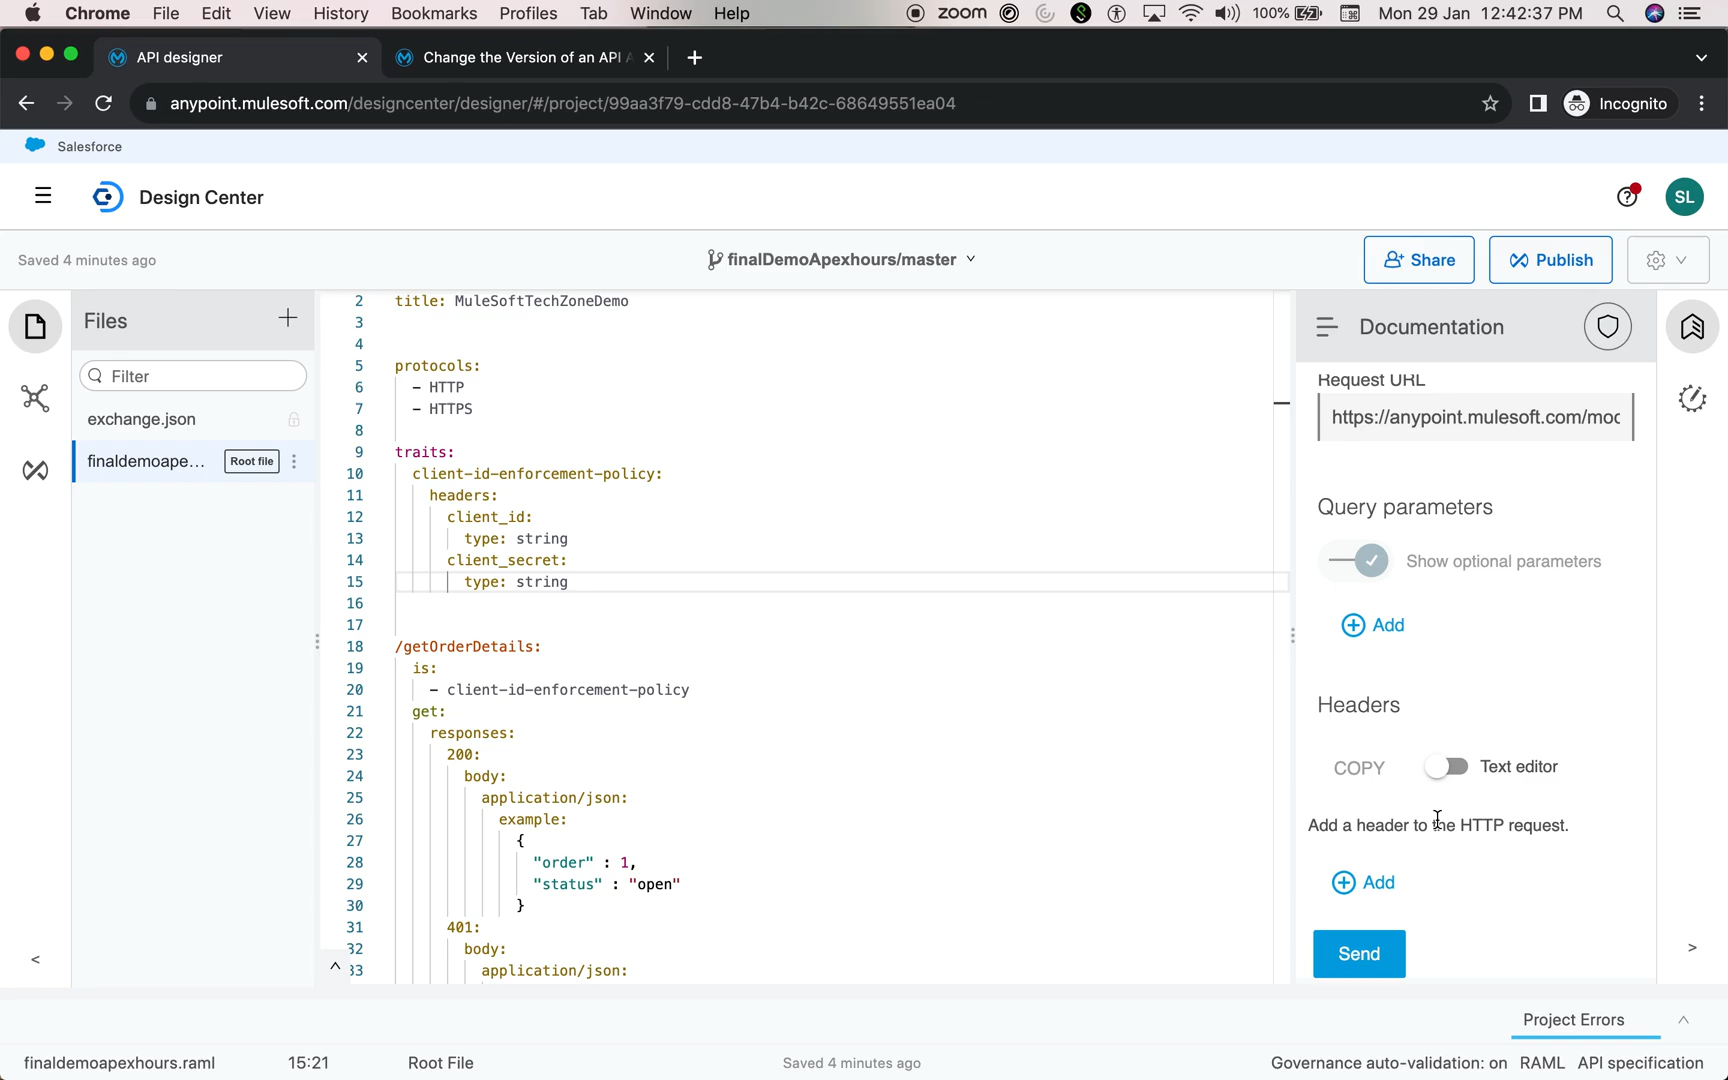 Chrome File Edit View History Bookmarks Profiles Tab Window Help zoom 100% Mon 29 Jan 12:42:37 PM
API designer Change the Version of an API
anypoint.mulesoft.com/designcenter/designer/#/project/99aa3f79-cdd8-47b4-b42c-68649551ea04 Incognito
Salesforce
Design Center SL
Saved 4 minutes ago finalDemoApexhours/master Share Publish
Files
Filter
exchange.json
finaldemoape... Root file
2 title: MuleSoftTechZoneDemo
3
4
5 protocols:
6 - HTTP
7 - HTTPS
8
9 traits:
10 client-id-enforcement-policy:
11 headers:
12 client_id:
13 type: string
14 client_secret:
15 type: string
16
17
18 /getOrderDetails:
19 is:
20 - client-id-enforcement-policy
21 get:
22 responses:
23 200:
24 body:
25 application/json:
26 example:
27 {
28 "order" : 1,
29 "status" : "open"
30 }
31 401:
32 body:
33 application/json:
Documentation
Request URL
https://anypoint.mulesoft.com/moc
Query parameters
Show optional parameters
Add
Headers
COPY Text editor
Add a header to the HTTP request.
Add
Send
Project Errors
finaldemoapexhours.raml 15:21 Root File Saved 4 minutes ago Governance auto-validation: on RAML API specification